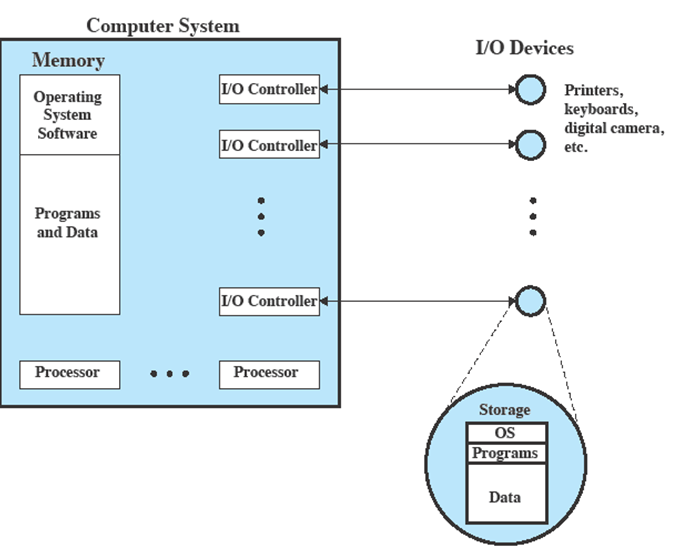 Computer System
I/O Devices
Memory
Operating
System
Software
Programs
and Data
I/O Controller
I/O Controller
I/O Controller
Printers,
keyboards,
digital camera,
etc.
Processor
Processor
Storage
OS
Programs
Data